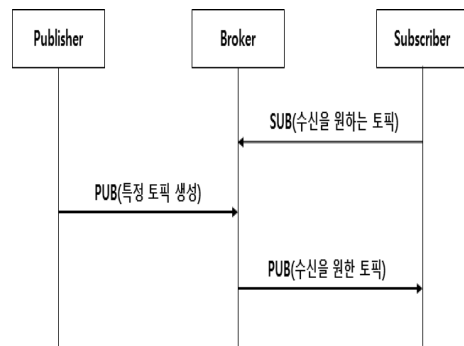 Publisher
Broker
Subscriber
SUB(수신을 원하는 토픽)
PUB(특정 토픽 생성)
PUB(수신을 원한 토픽)